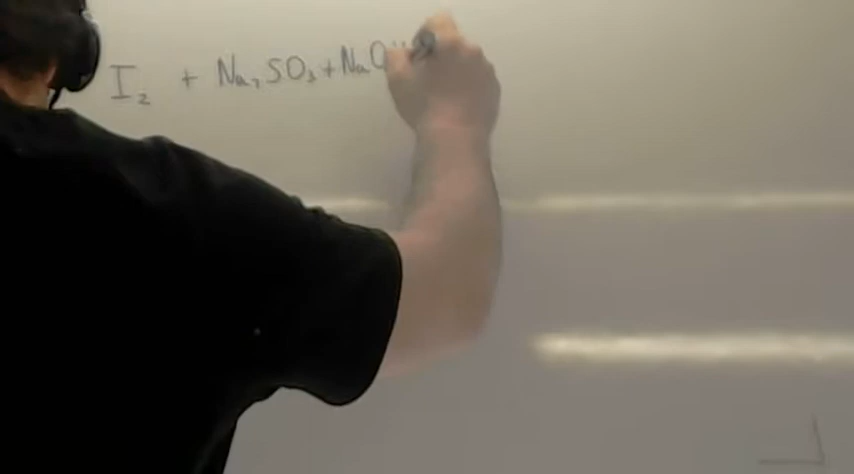 I₂ + Na₂SO₃ + NaO